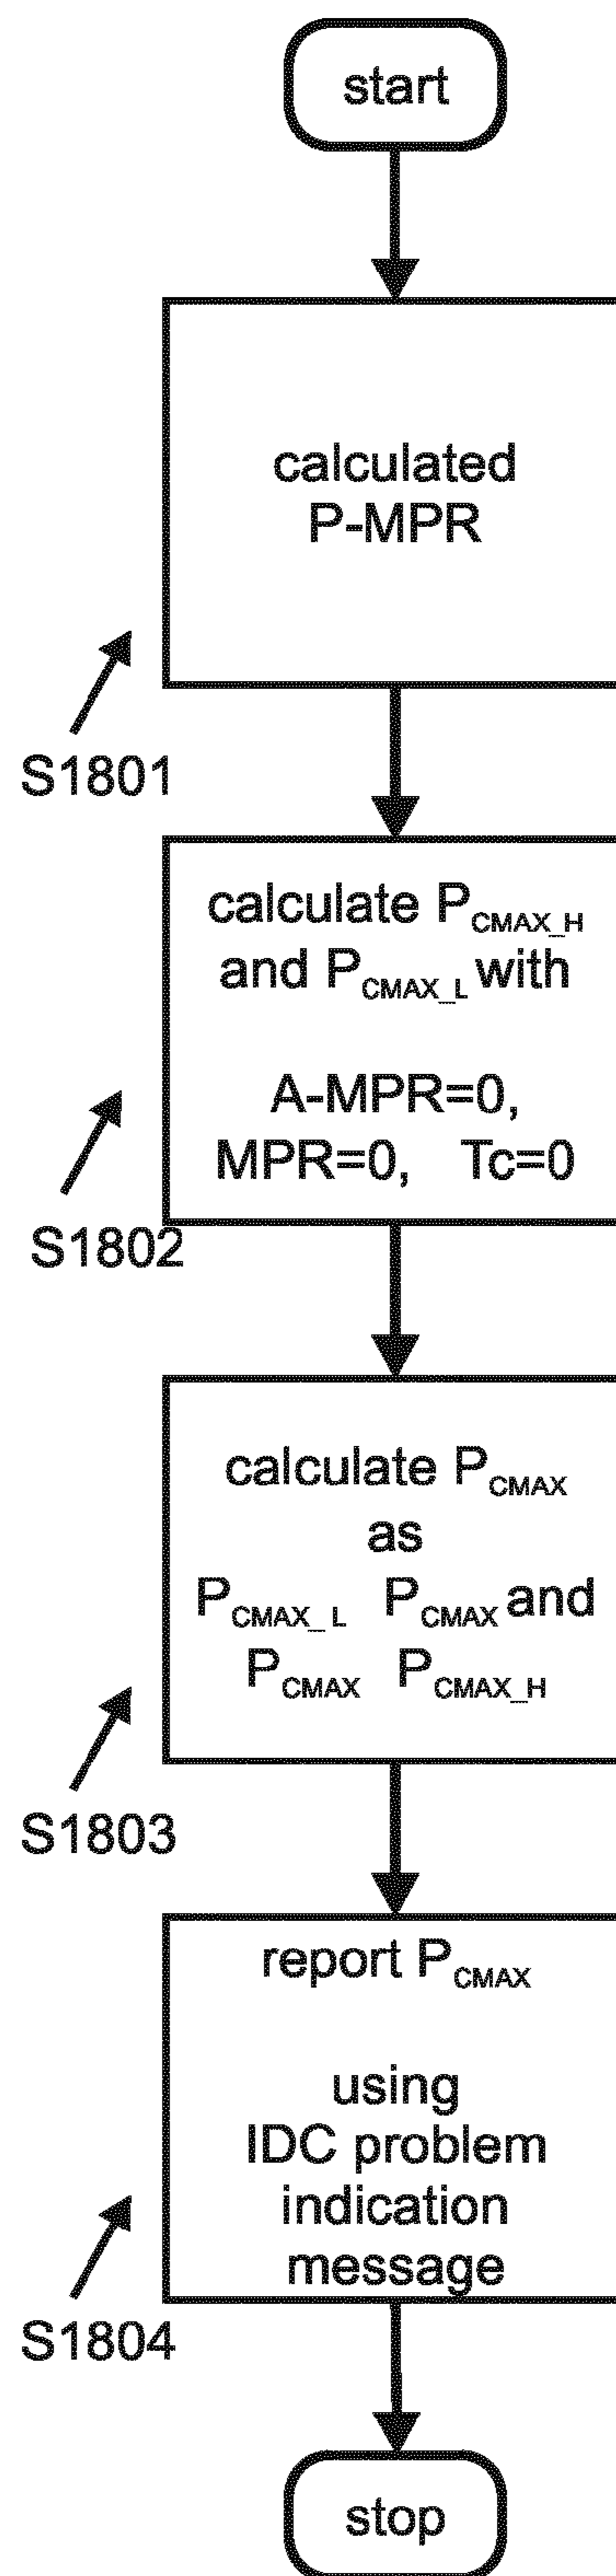 start
calculated
P-MPR
S1801
calculate PCMAX_H
and PCMAX_L with
A-MPR=0,
MPR=0, Tc=0
S1802
calculate PCMAX
as
PCMAX_L PCMAX and
PCMAX PCMAX_H
S1803
report PCMAX
using
IDC problem
indication
message
S1804
stop